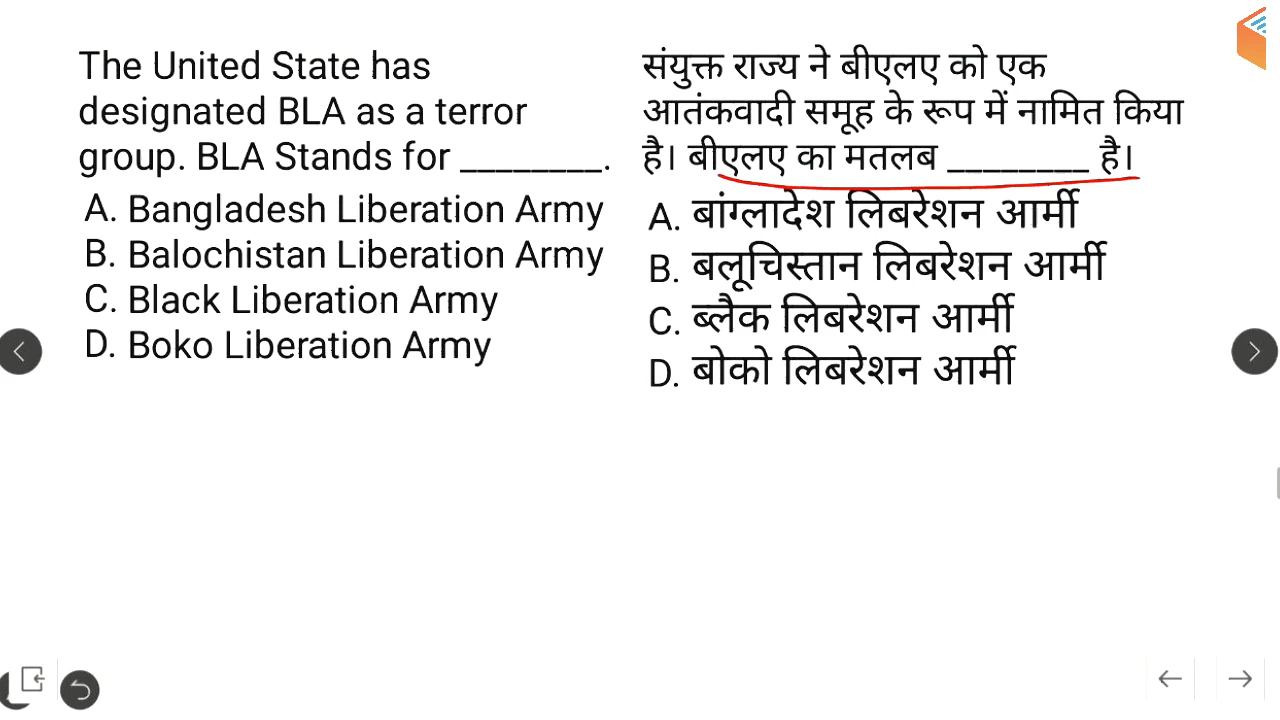 The United State has
designated BLA as a terror
group. BLA Stands for ________.
A. Bangladesh Liberation Army
B. Balochistan Liberation Army
C. Black Liberation Army
D. Boko Liberation Army
संयुक्त राज्य ने बीएलए को एक
आतंकवादी समूह के रूप में नामित किया
है। बीएलए का मतलब ________ है।
A. बांग्लादेश लिबरेशन आर्मी
B. बलूचिस्तान लिबरेशन आर्मी
C. ब्लैक लिबरेशन आर्मी
D. बोको लिबरेशन आर्मी